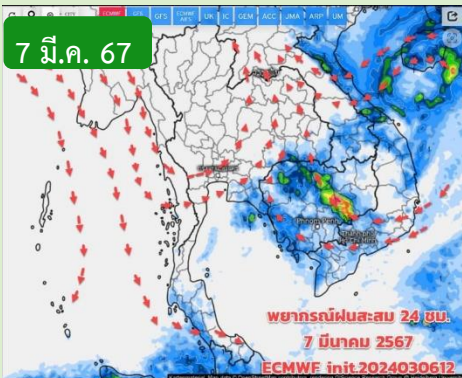 ECMWF GFS GFS ECMWF AIFS UK IC GEM ACC JMA ARP UM
7 มี.ค. 67
Phnom Penh
พยากรณ์ฝนสะสม 24 ชม.
7 มีนาคม 2567
ECMWF init.2024030612